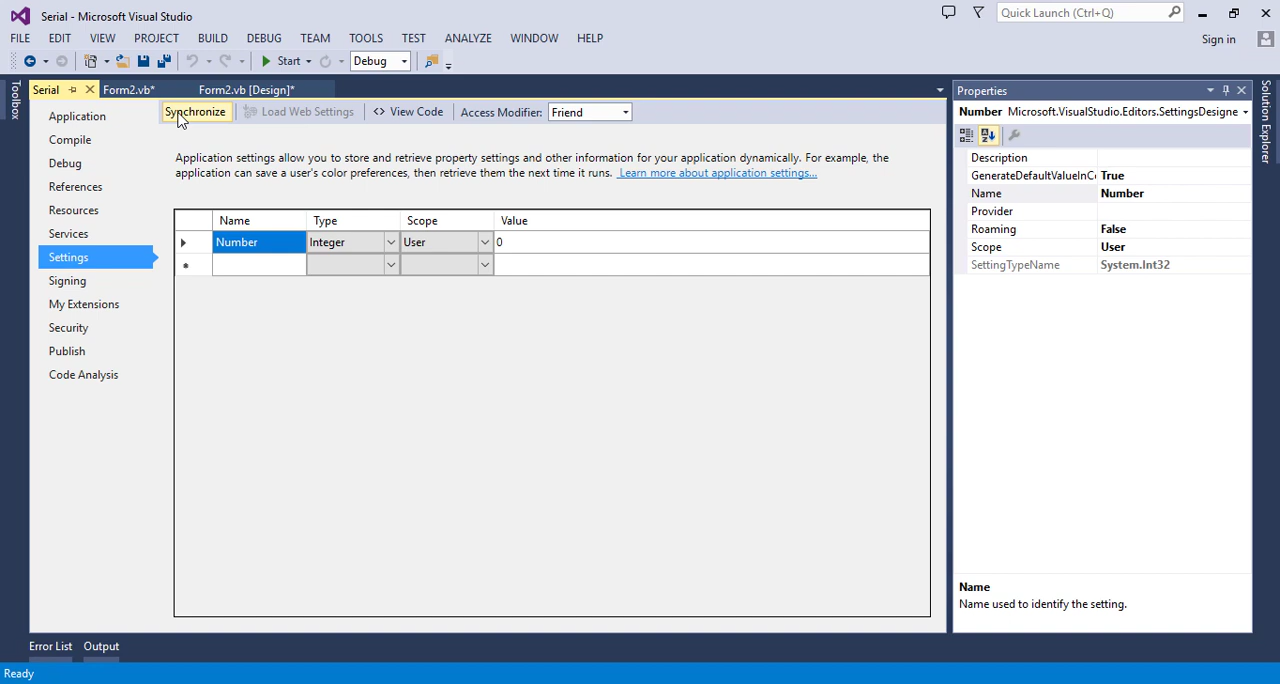 Serial - Microsoft Visual Studio
Quick Launch (Ctrl+Q)
FILE EDIT VIEW PROJECT BUILD DEBUG TEAM TOOLS TEST ANALYZE WINDOW HELP
Sign in
Start Debug
Toolbox
Serial Form2.vb* Form2.vb [Design]*
Synchronize Load Web Settings <> View Code Access Modifier: Friend
Application
Compile
Debug
References
Resources
Services
Settings
Signing
My Extensions
Security
Publish
Code Analysis
Application settings allow you to store and retrieve property settings and other information for your application dynamically. For example, the
application can save a user's color preferences, then retrieve them the next time it runs. Learn more about application settings...
Name Type Scope Value
Number Integer User 0
Properties
Number Microsoft.VisualStudio.Editors.SettingsDesigne
Description
GenerateDefaultValueInCo True
Name Number
Provider
Roaming False
Scope User
SettingTypeName System.Int32
Name
Name used to identify the setting.
Solution Explorer
Error List Output
Ready